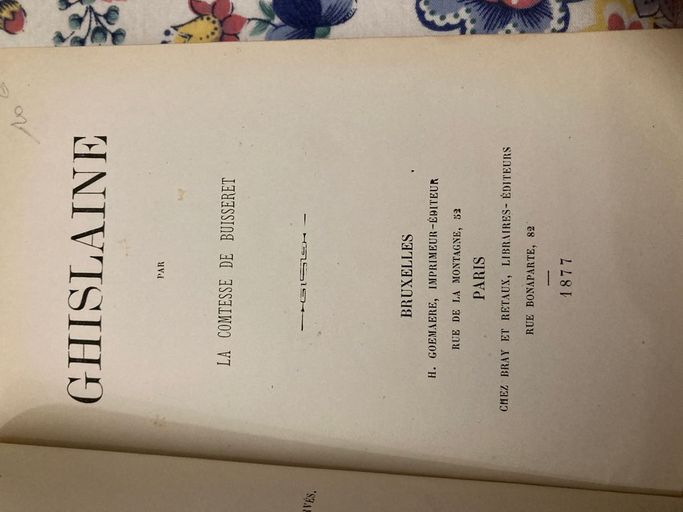 GHISLAINE
PAR
LA COMTESSE DE BUISSERET
BRUXELLES
H. GOEMAERE, IMPRIMEUR-ÉDITEUR
RUE DE LA MONTAGNE, 52
PARIS
CHEZ BRAY ET RETAUX, LIBRAIRES-ÉDITEURS
RUE BONAPARTE, 82
1877